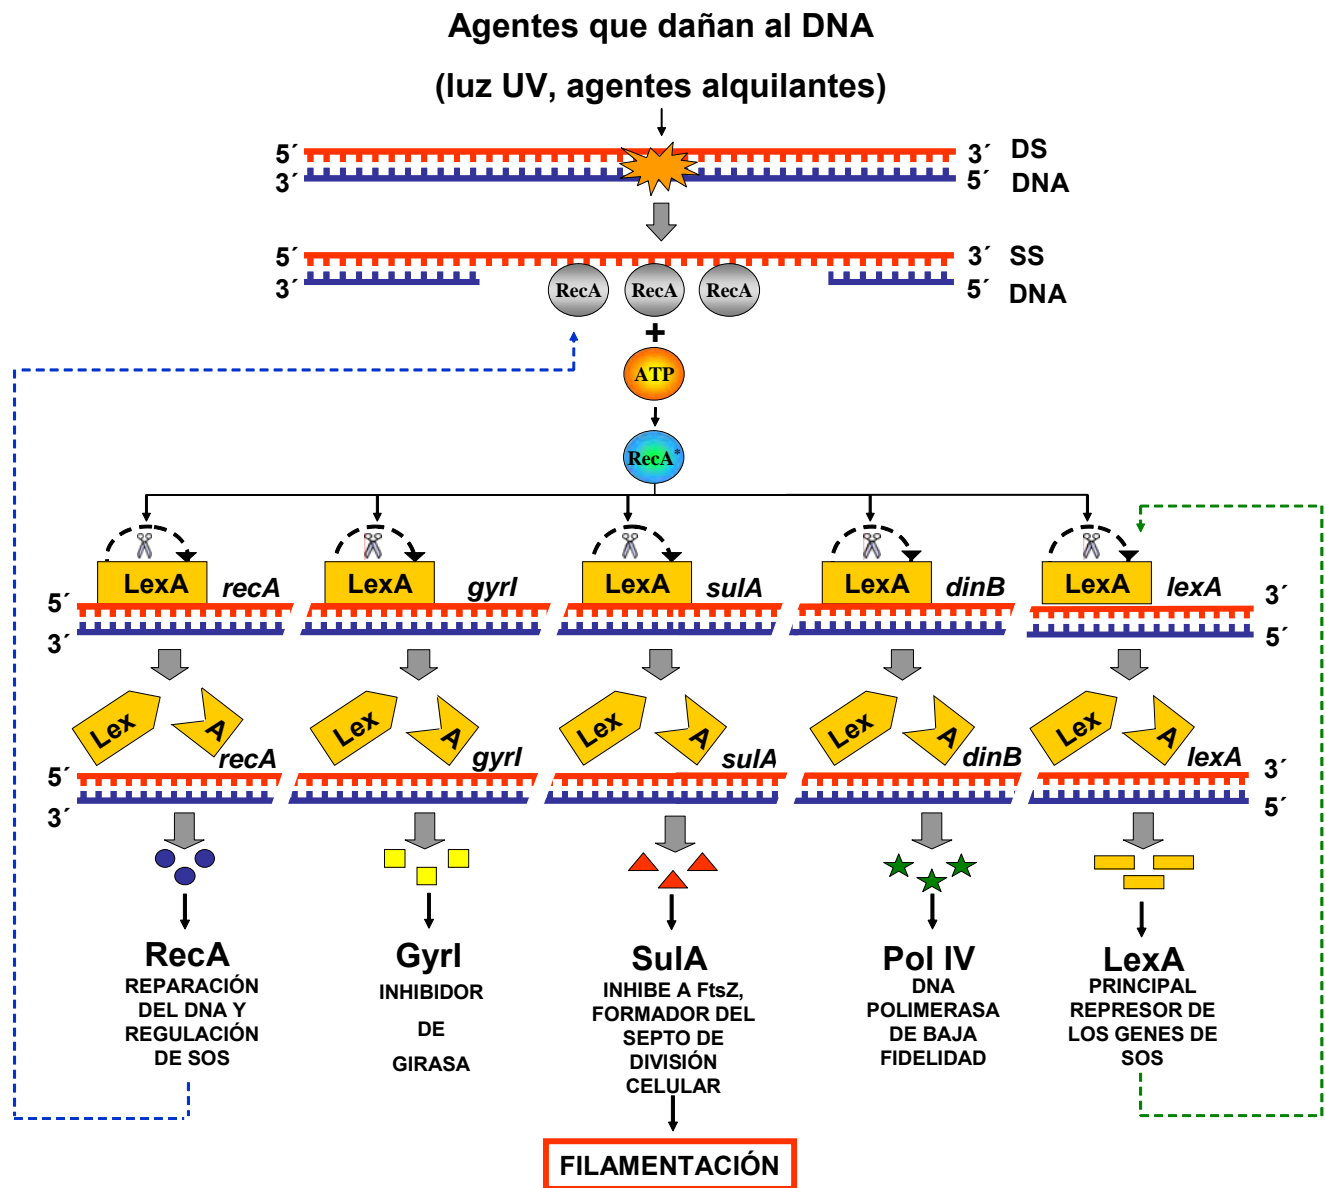 Agentes que dañan al DNA
(luz UV, agentes alquilantes)
5´ 3´ DS
3´ 5´ DNA
5´ 3´ SS
3´ 5´ DNA
RecA RecA RecA
+
ATP
RecA*
LexA recA LexA gyrI LexA sulA LexA dinB LexA lexA
5´ 3´
3´ 5´
Lex A Lex A Lex A Lex A Lex A
recA gyrI sulA dinB lexA
5´ 3´
3´ 5´
RecA
REPARACIÓN
DEL DNA Y
REGULACIÓN
DE SOS
GyrI
INHIBIDOR
DE
GIRASA
SulA
INHIBE A FtsZ,
FORMADOR DEL
SEPTO DE
DIVISIÓN
CELULAR
Pol IV
DNA
POLIMERASA
DE BAJA
FIDELIDAD
LexA
PRINCIPAL
REPRESOR DE
LOS GENES DE
SOS
FILAMENTACIÓN